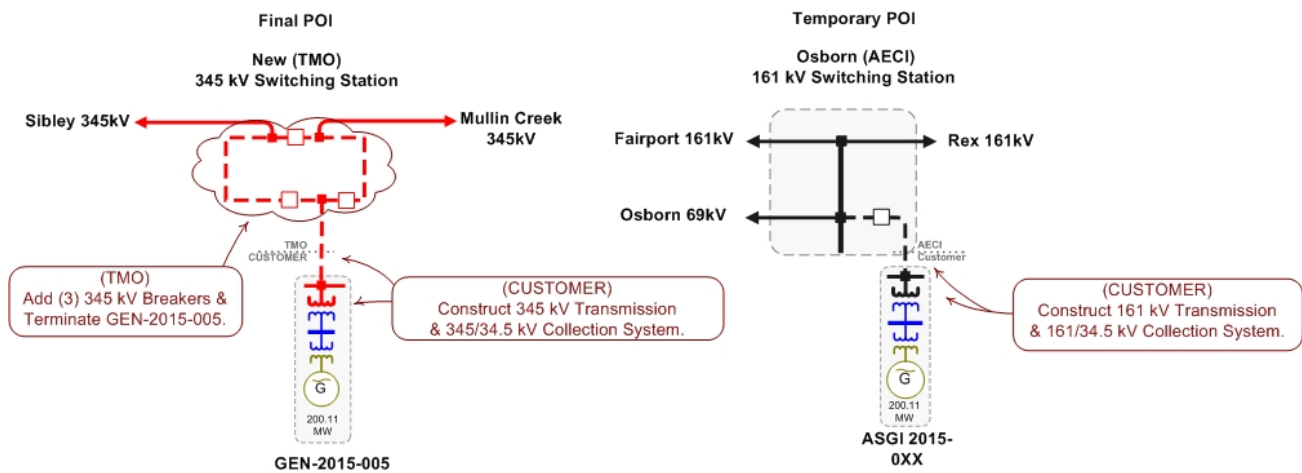 Final POI
New (TMO)
345 kV Switching Station
Sibley 345kV
Mullin Creek
345kV
TMO
CUSTOMER
(TMO)
Add (3) 345 kV Breakers &
Terminate GEN-2015-005.
(CUSTOMER)
Construct 345 kV Transmission
& 345/34.5 kV Collection System.
G
200.11
MW
GEN-2015-005
Temporary POI
Osborn (AECI)
161 kV Switching Station
Fairport 161kV
Rex 161kV
Osborn 69kV
AECI
Customer
(CUSTOMER)
Construct 161 kV Transmission
& 161/34.5 kV Collection System.
G
200.11
MW
ASGI 2015-
0XX